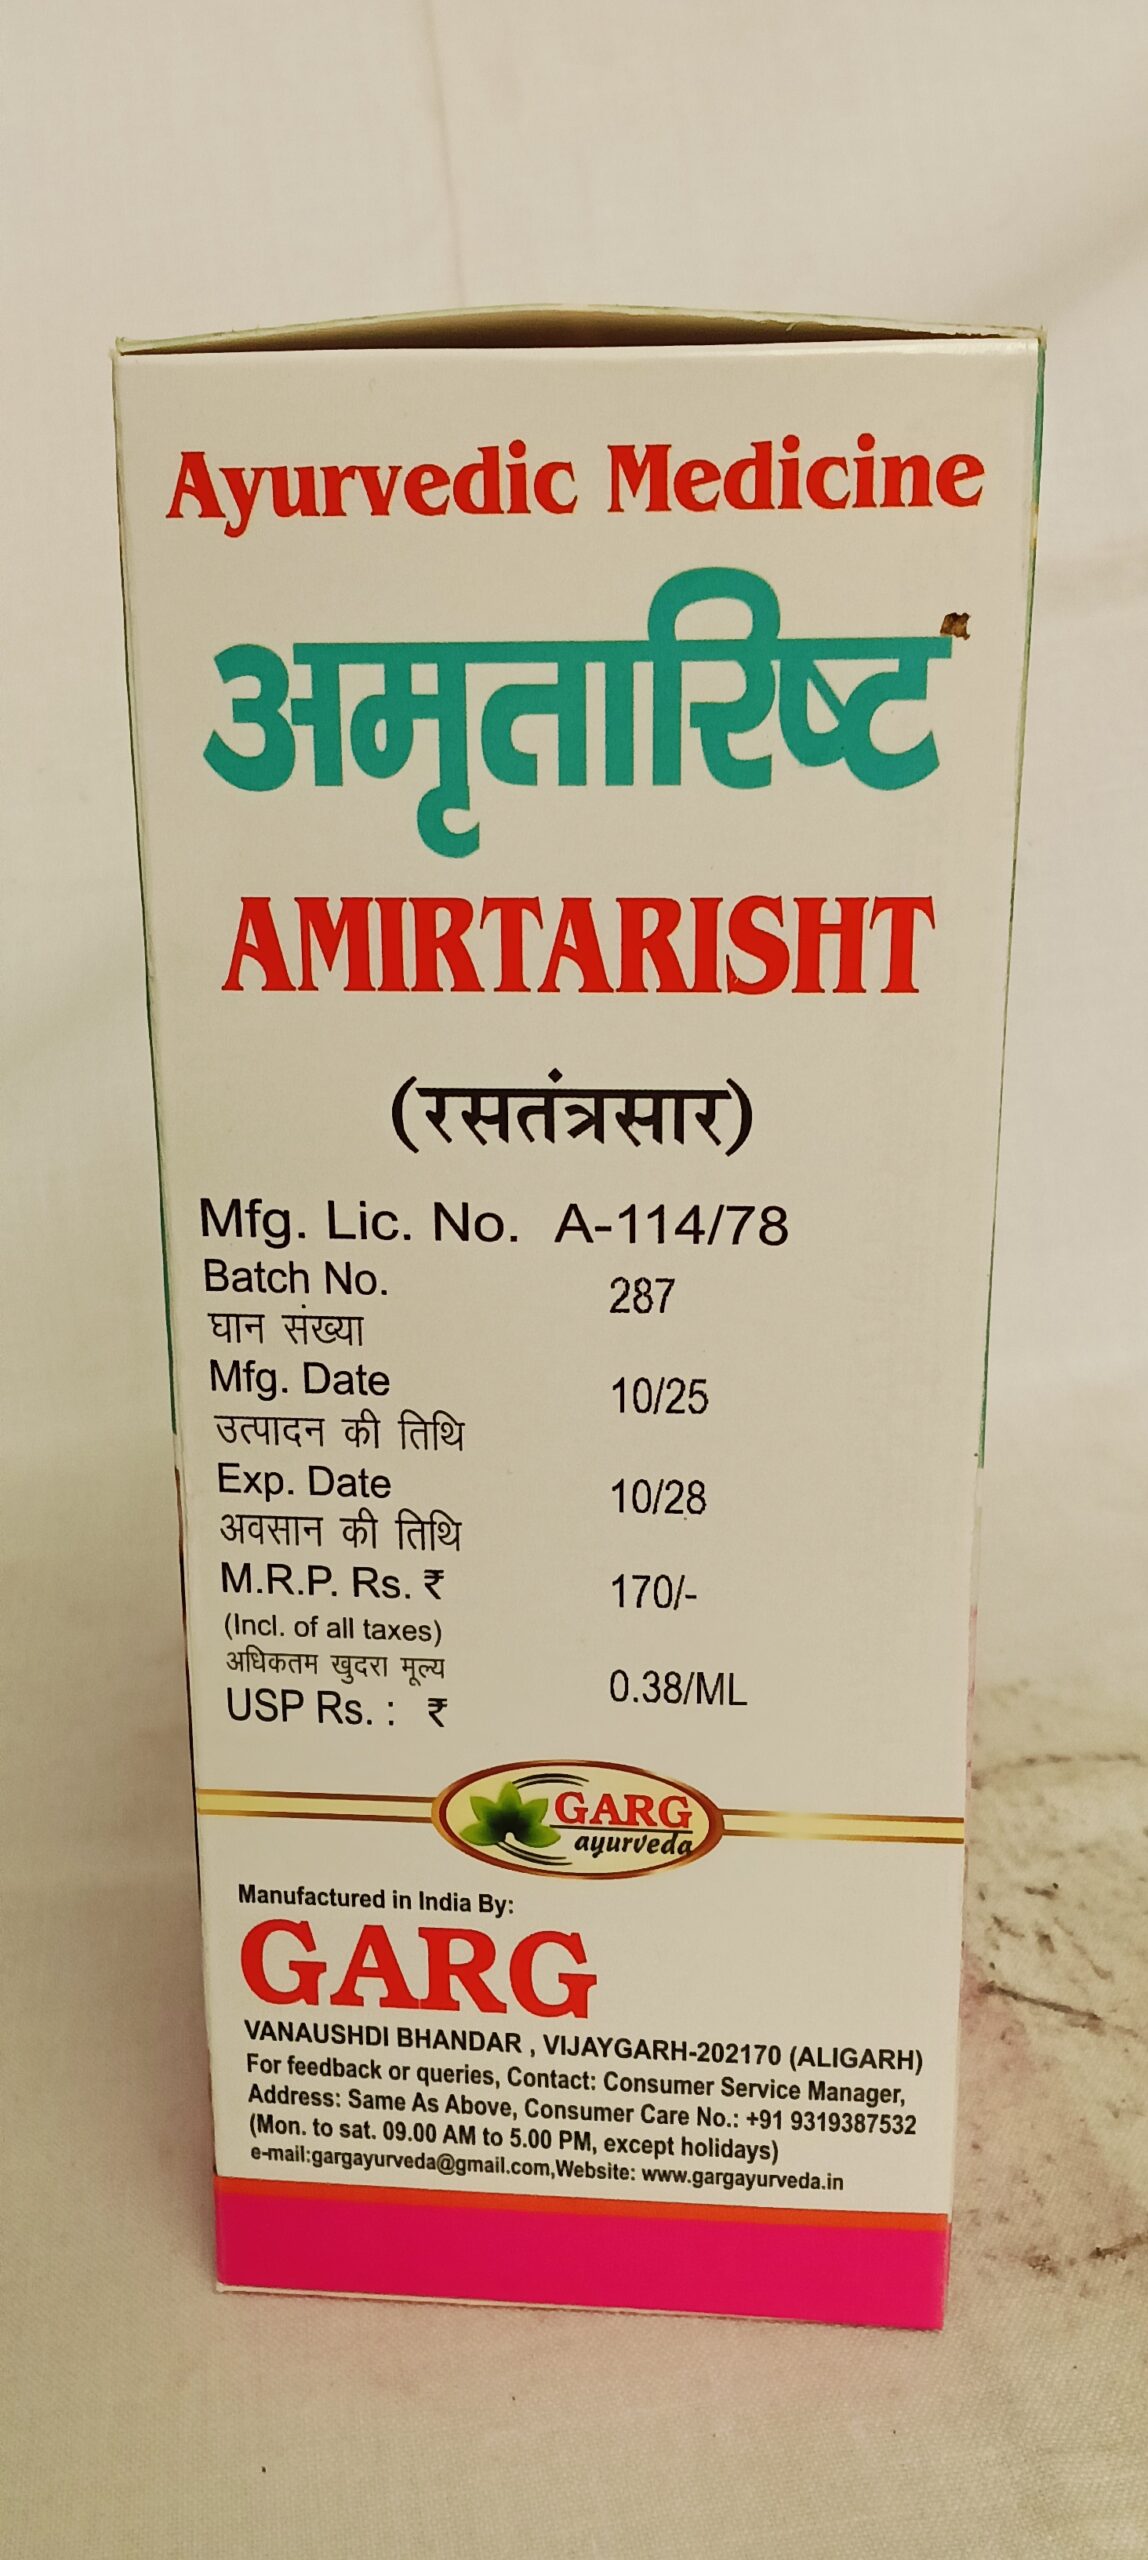 Ayurvedic Medicine
अमृतारिष्ट
AMIRTARISHT
(रसतंत्रसार)
Mfg. Lic. No. A-114/78
Batch No. 287
घान संख्या
Mfg. Date 10/25
उत्पादन की तिथि
Exp. Date 10/28
अवसान की तिथि
M.R.P. Rs. ₹ 170/-
(Incl. of all taxes)
अधिकतम खुदरा मूल्य
USP Rs. : ₹ 0.38/ML
GARG
ayurveda
Manufactured in India By:
GARG
VANAUSHDI BHANDAR , VIJAYGARH-202170 (ALIGARH)
For feedback or queries, Contact: Consumer Service Manager,
Address: Same As Above, Consumer Care No.: +91 9319387532
(Mon. to sat. 09.00 AM to 5.00 PM, except holidays)
e-mail:gargayurveda@gmail.com,Website: www.gargayurveda.in